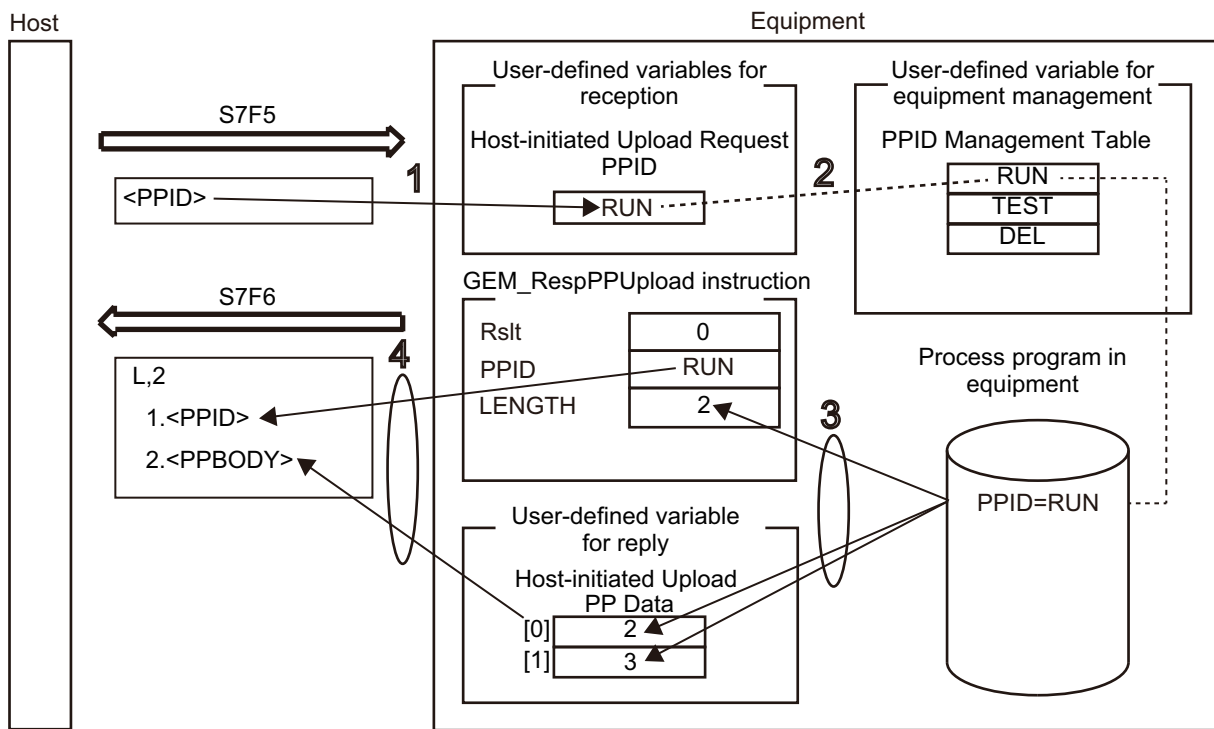 Host
Equipment
S7F5
1
<PPID>
User-defined variables for
reception
Host-initiated Upload Request
PPID
RUN
2
User-defined variable for
equipment management
PPID Management Table
RUN
TEST
DEL
S7F6
4
L,2
1.<PPID>
2.<PPBODY>
GEM_RespPPUpload instruction
Rslt
0
PPID
RUN
LENGTH
2
3
Process program in
equipment
PPID=RUN
User-defined variable
for reply
Host-initiated Upload
PP Data
[0]
2
[1]
3